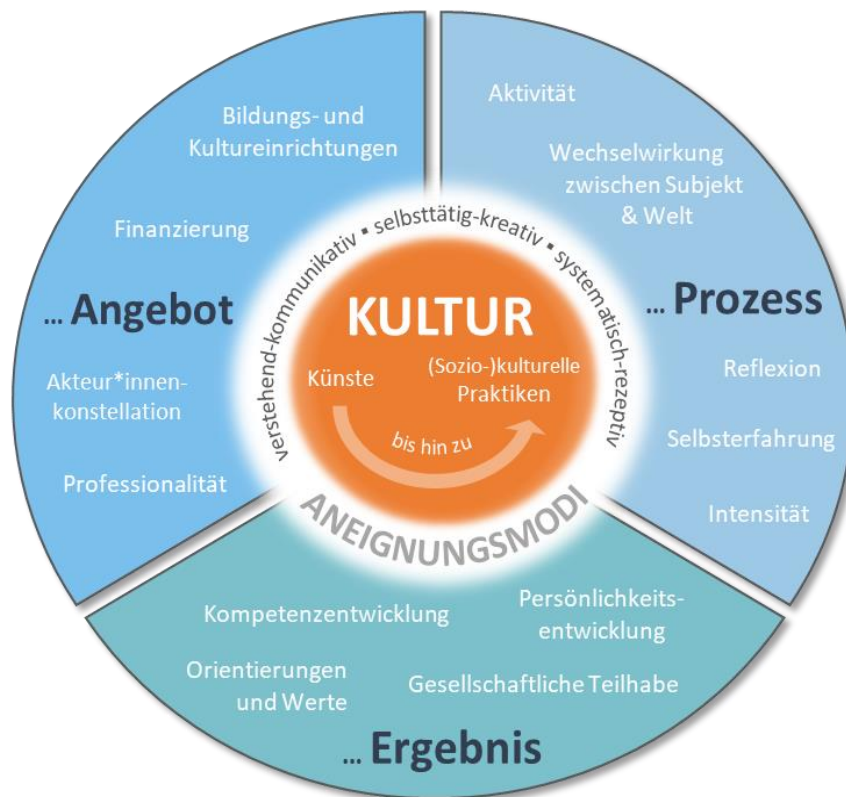 Bildungs- und
Kultureinrichtungen
Finanzierung
... Angebot
Akteur*innen-
konstellation
Professionalität
Aktivität
Wechselwirkung
zwischen Subjekt
& Welt
... Prozess
Reflexion
Selbsterfahrung
Intensität
verstehend-kommunikativ ▪ selbsttätig-kreativ ▪ systematisch-rezeptiv
KULTUR
Künste
(Sozio-)kulturelle
Praktiken
bis hin zu
ANEIGNUNGSMODI
Kompetenzentwicklung
Persönlichkeits-
entwicklung
Orientierungen
und Werte
Gesellschaftliche Teilhabe
... Ergebnis